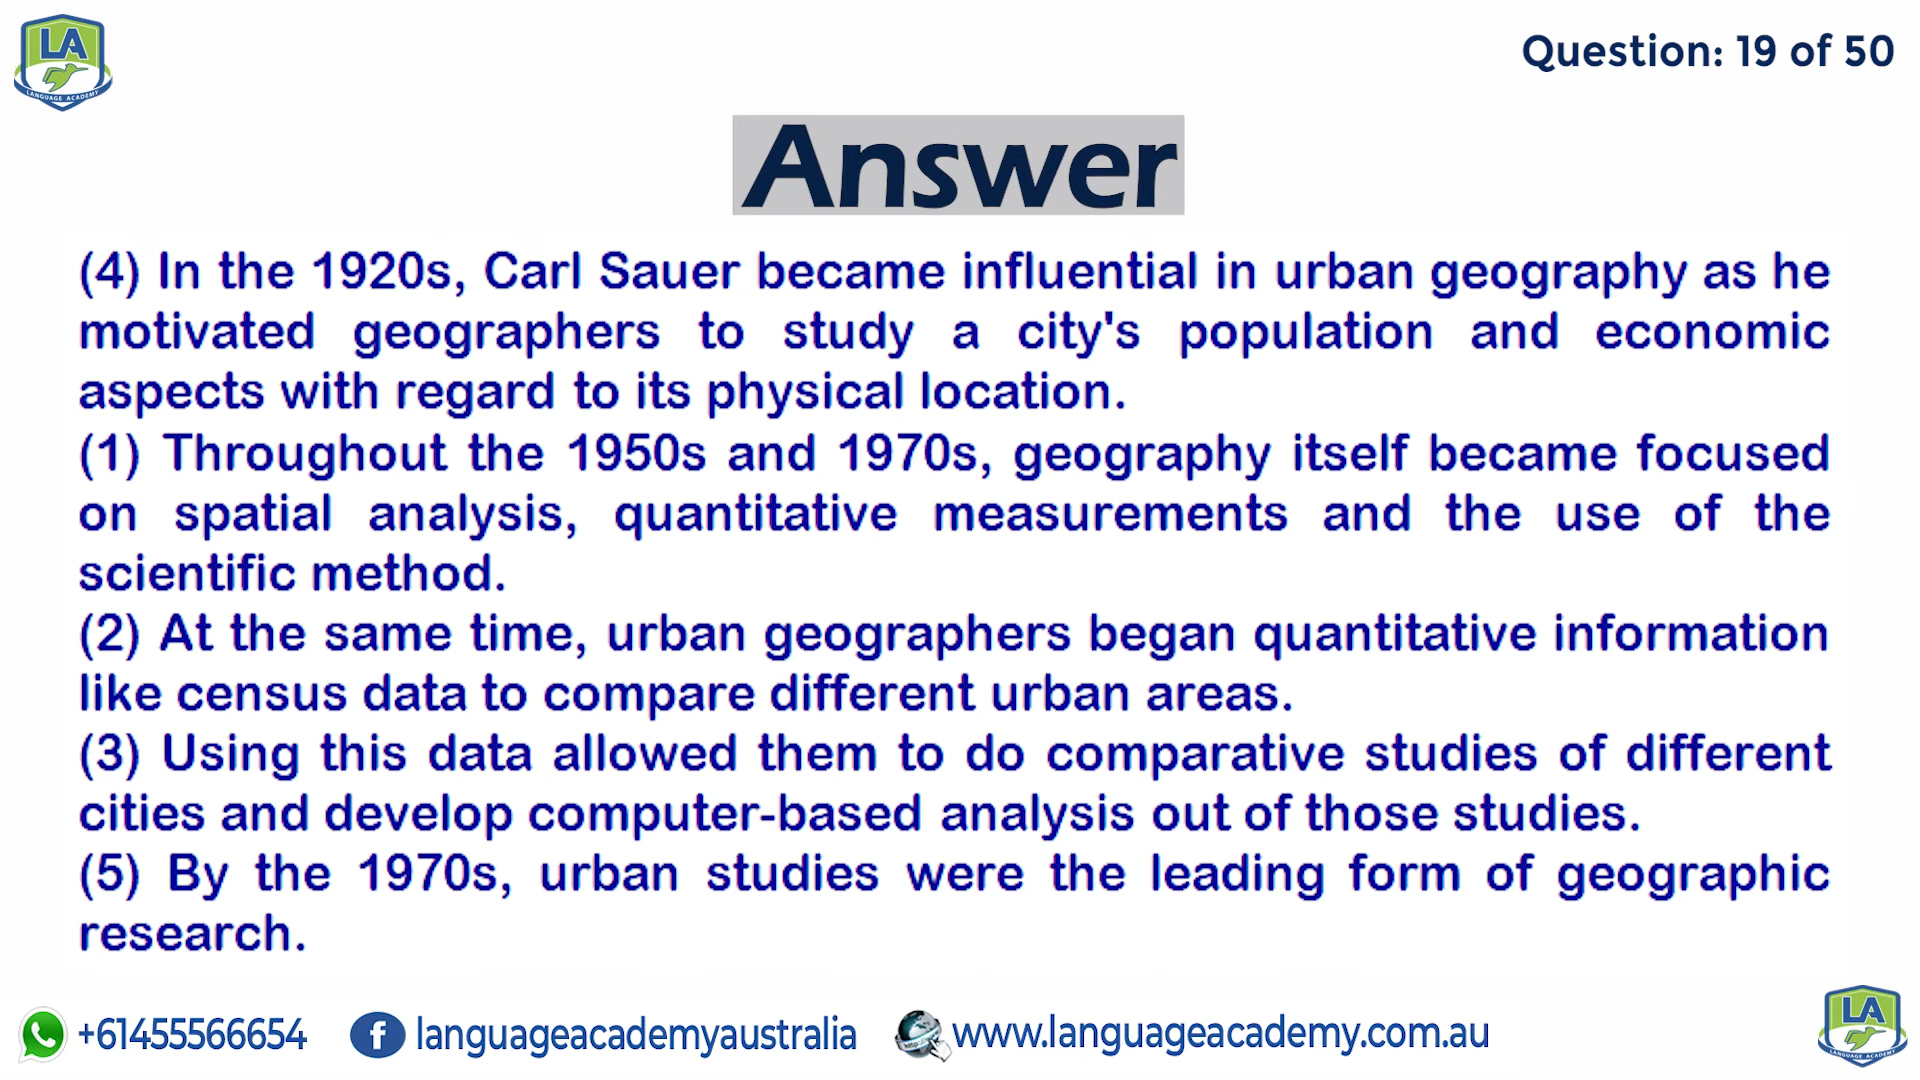 LA
LANGUAGE ACADEMY
Question: 19 of 50
Answer
(4) In the 1920s, Carl Sauer became influential in urban geography as he
motivated geographers to study a city's population and economic
aspects with regard to its physical location.
(1) Throughout the 1950s and 1970s, geography itself became focused
on spatial analysis, quantitative measurements and the use of the
scientific method.
(2) At the same time, urban geographers began quantitative information
like census data to compare different urban areas.
(3) Using this data allowed them to do comparative studies of different
cities and develop computer-based analysis out of those studies.
(5) By the 1970s, urban studies were the leading form of geographic
research.
+61455566654 languageacademyaustralia www.languageacademy.com.au
LA
LANGUAGE ACADEMY